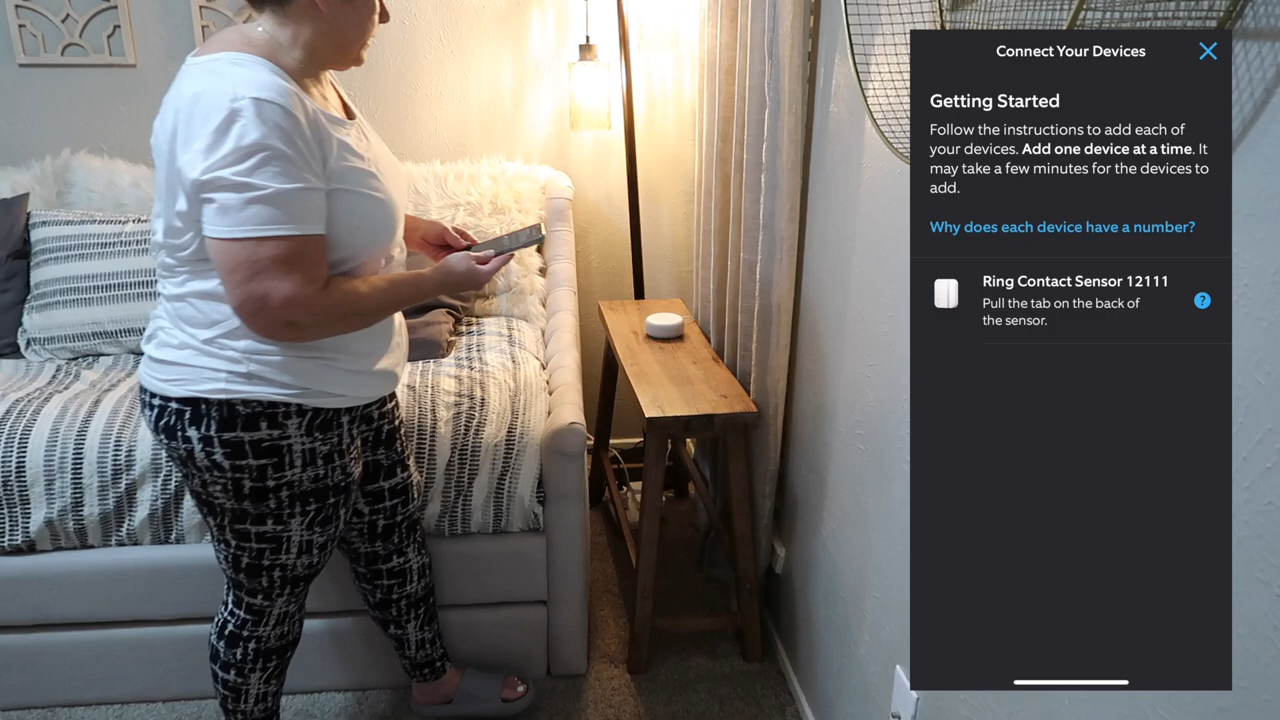 Connect Your Devices
Getting Started
Follow the instructions to add each of
your devices. Add one device at a time. It
may take a few minutes for the devices to
add.
Why does each device have a number?
Ring Contact Sensor 12111
Pull the tab on the back of
the sensor.
?